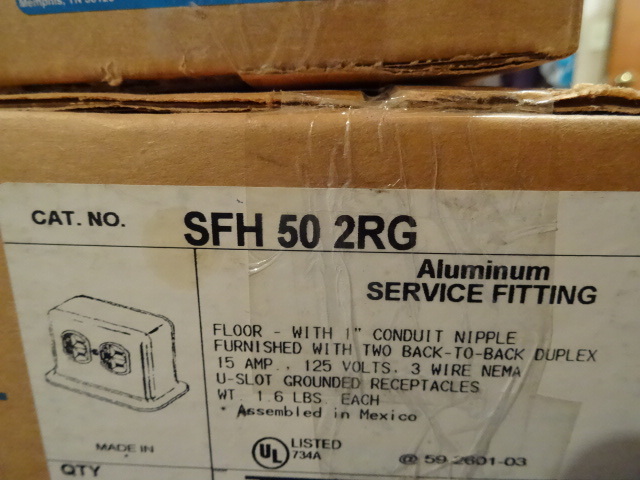 Memphis, TN
CAT. NO. SFH 50 2RG
Aluminum
SERVICE FITTING
FLOOR - WITH 1" CONDUIT NIPPLE
FURNISHED WITH TWO BACK-TO-BACK DUPLEX
15 AMP., 125 VOLTS, 3 WIRE NEMA
U-SLOT GROUNDED RECEPTACLES
WT. 1.6 LBS. EACH
* Assembled in Mexico
MADE IN
UL LISTED
734A
@ 59 2601-03
QTY